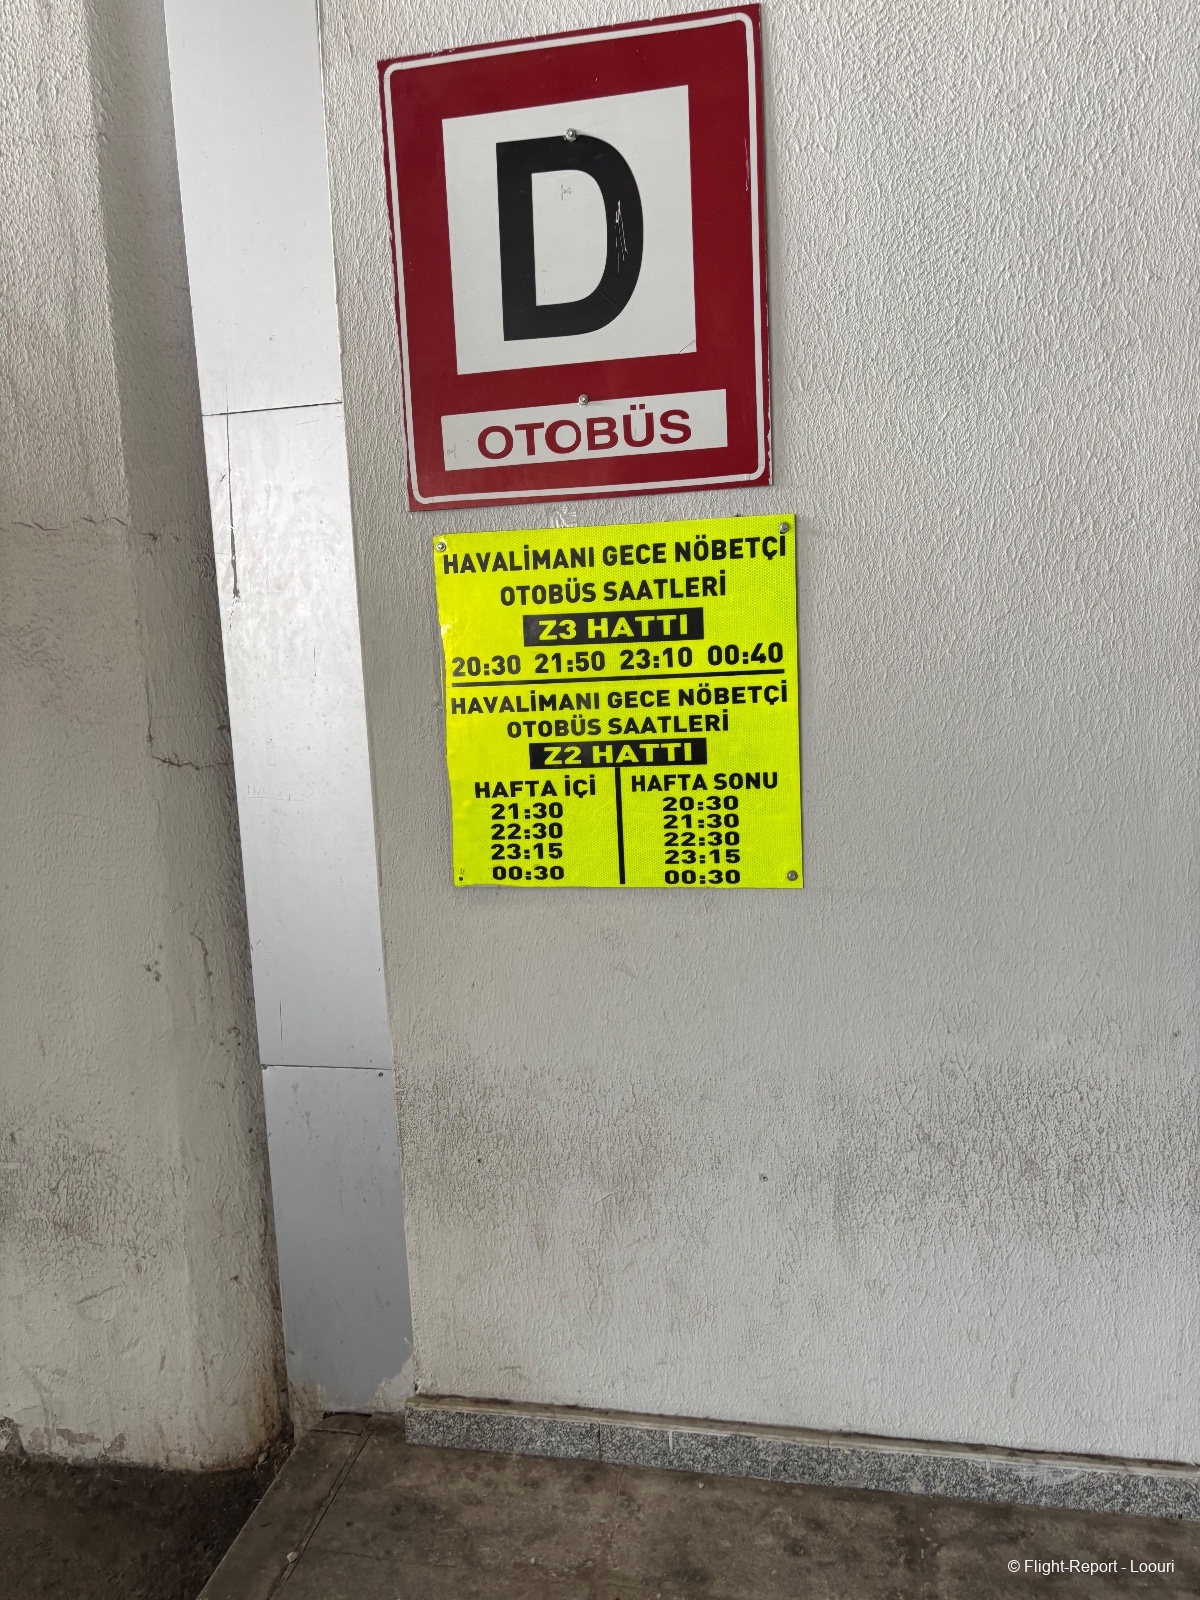 D
OTOBÜS
HAVALİMANI GECE NÖBETÇİ
OTOBÜS SAATLERİ
Z3 HATTI
20:30 21:50 23:10 00:40
HAVALİMANI GECE NÖBETÇİ
OTOBÜS SAATLERİ
Z2 HATTI
HAFTA İÇİ
21:30
22:30
23:15
00:30
HAFTA SONU
20:30
21:30
22:30
23:15
00:30
© Flight-Report - Loouri